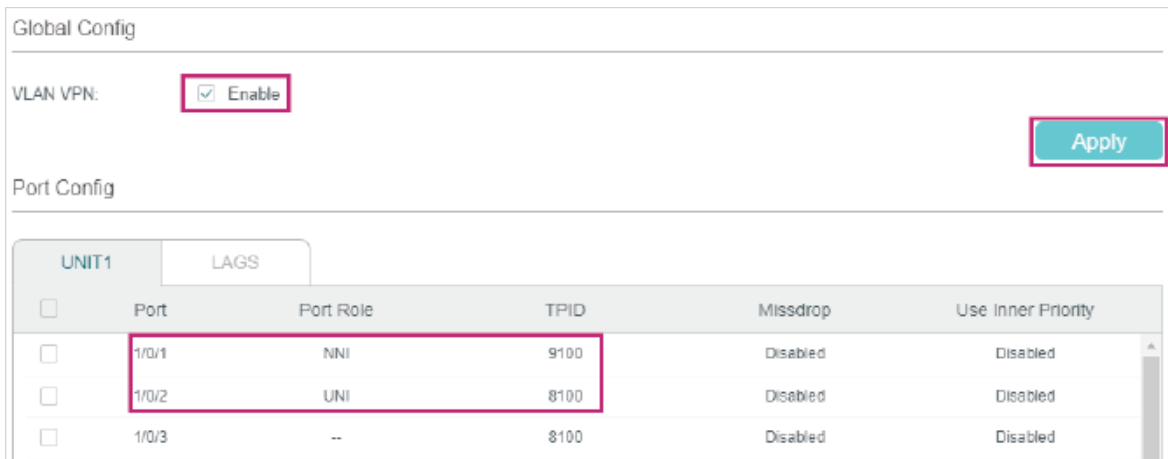 Global Config
VLAN VPN: Enable
Apply
Port Config
UNIT1 LAGS
Port Port Role TPID Missdrop Use Inner Priority
1/0/1 NNI 9100 Disabled Disabled
1/0/2 UNI 8100 Disabled Disabled
1/0/3 -- 8100 Disabled Disabled